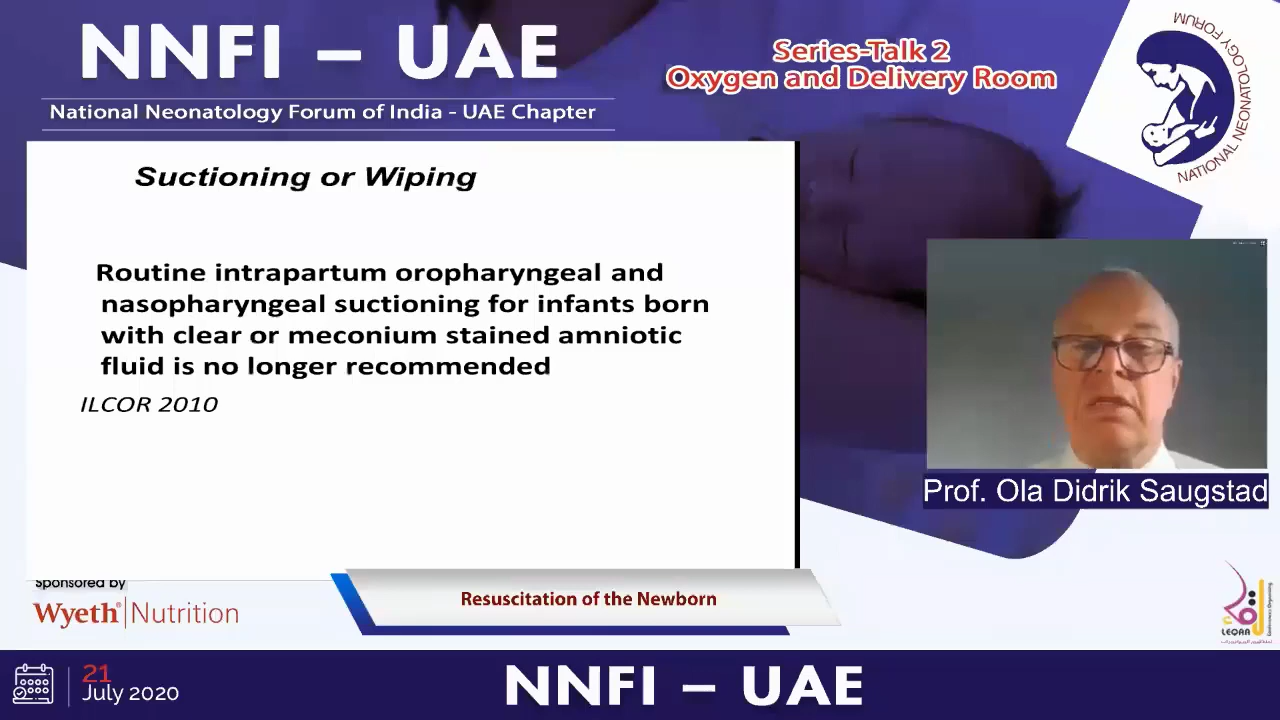 NNFI – UAE
National Neonatology Forum of India - UAE Chapter
Series-Talk 2
Oxygen and Delivery Room
NATIONAL NEONATOLOGY FORUM
Suctioning or Wiping
Routine intrapartum oropharyngeal and
nasopharyngeal suctioning for infants born
with clear or meconium stained amniotic
fluid is no longer recommended
ILCOR 2010
Prof. Ola Didrik Saugstad
Sponsored by
Wyeth® Nutrition
Resuscitation of the Newborn
LEQAA
21
July 2020
NNFI – UAE